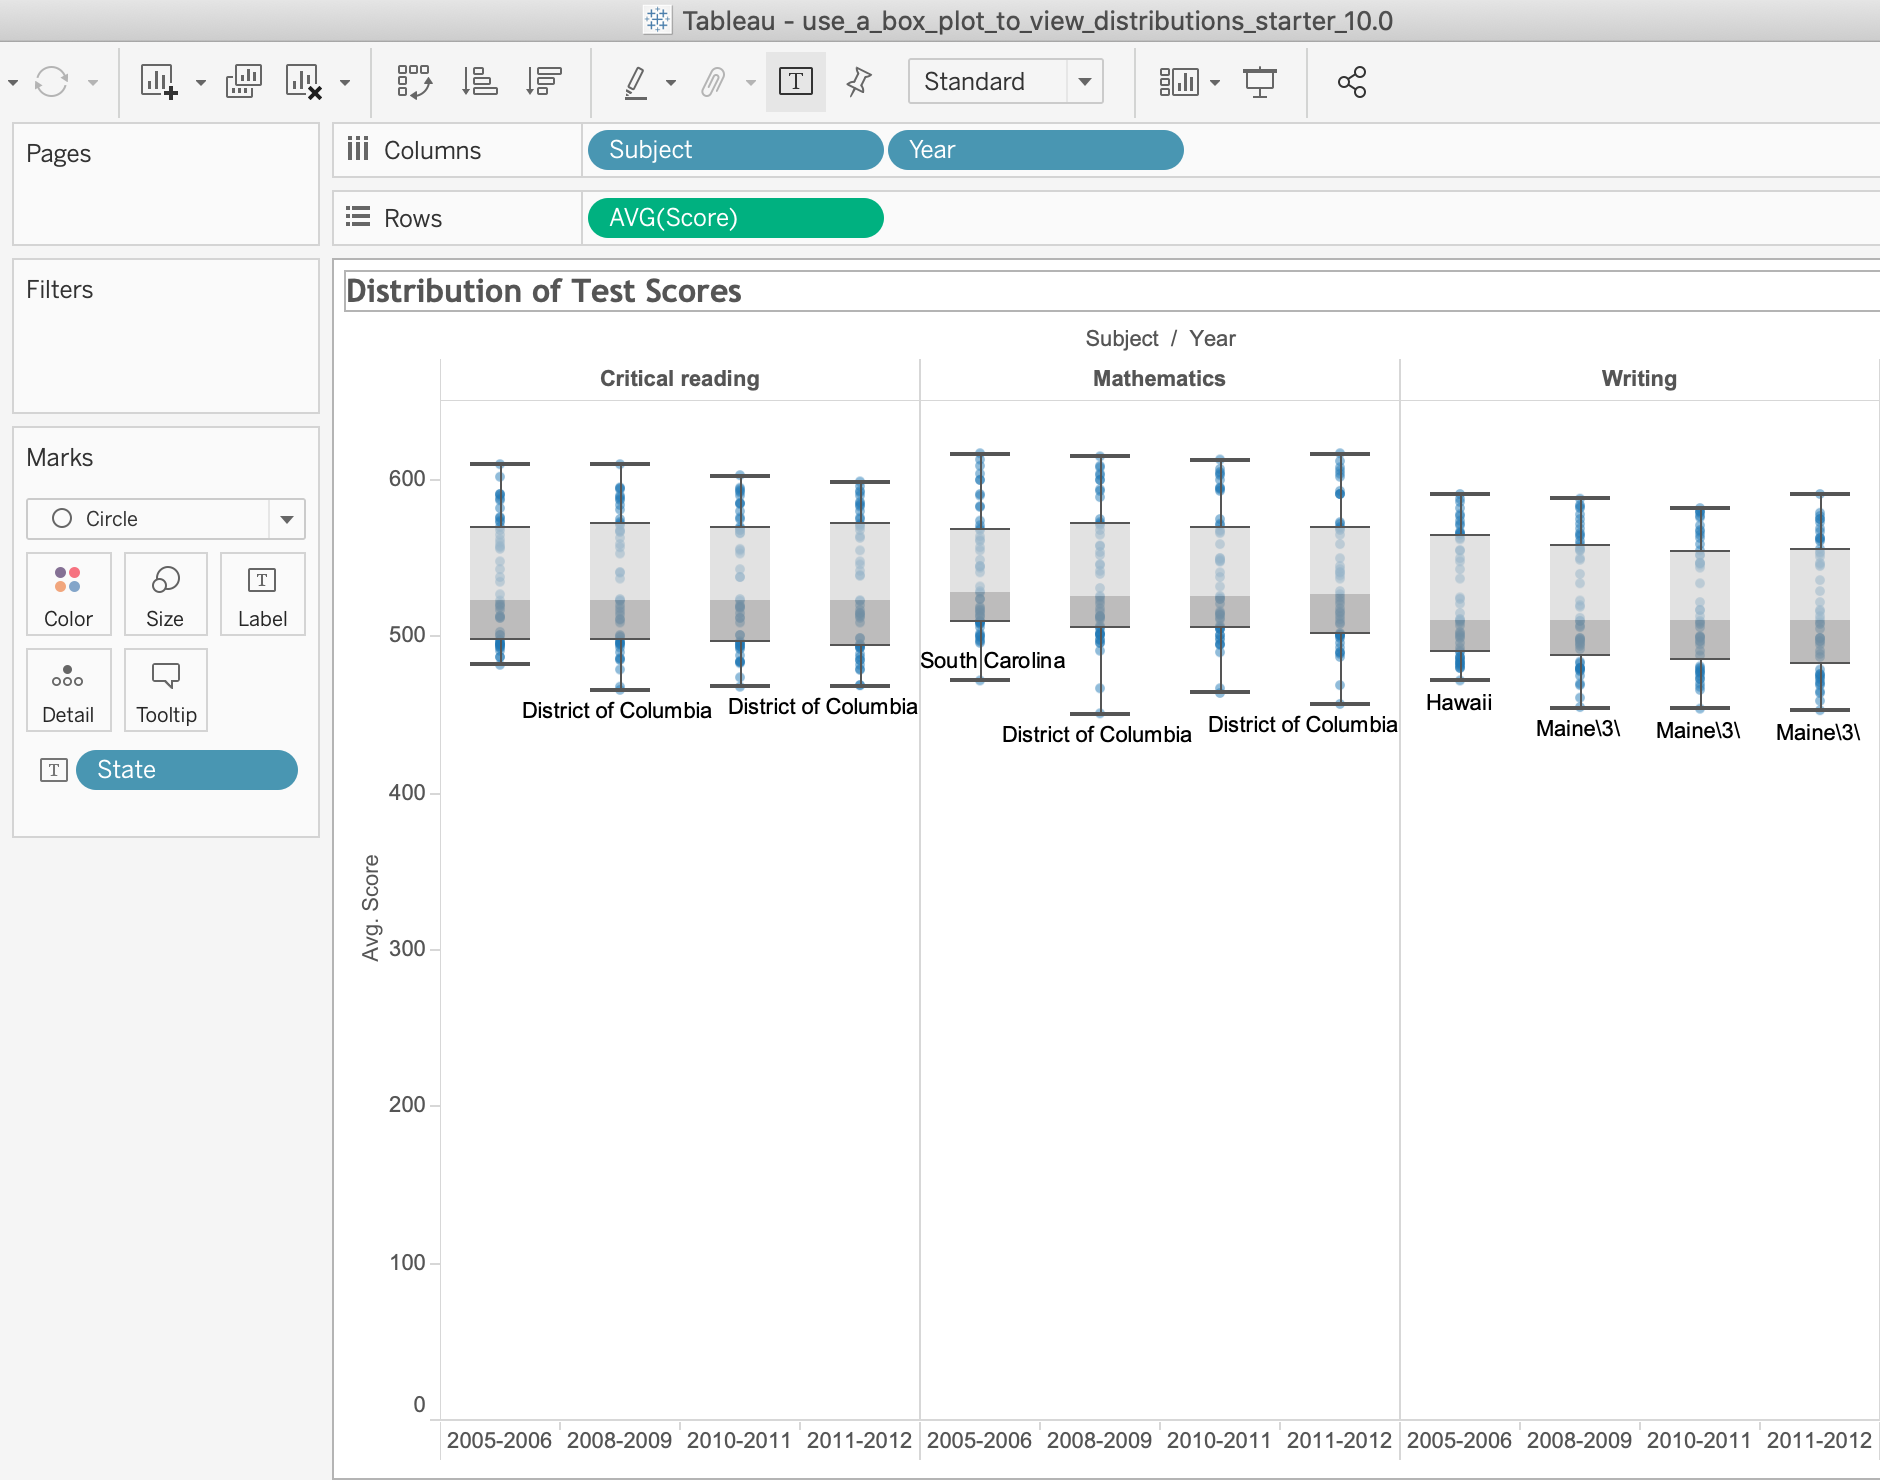 Tableau - use_a_box_plot_to_view_distributions_starter_10.0
T
Standard
Pages
Columns
Subject
Year
Rows
AVG(Score)
Filters
Marks
Circle
Color
Size
T
Label
Detail
Tooltip
T
State
Distribution of Test Scores
Subject / Year
Critical reading
Mathematics
Writing
600
500
400
300
200
100
0
Avg. Score
South Carolina
District of Columbia
District of Columbia
District of Columbia
District of Columbia
Hawaii
Maine\3\
Maine\3\
Maine\3\
2005-2006 2008-2009 2010-2011 2011-2012 2005-2006 2008-2009 2010-2011 2011-2012 2005-2006 2008-2009 2010-2011 2011-2012